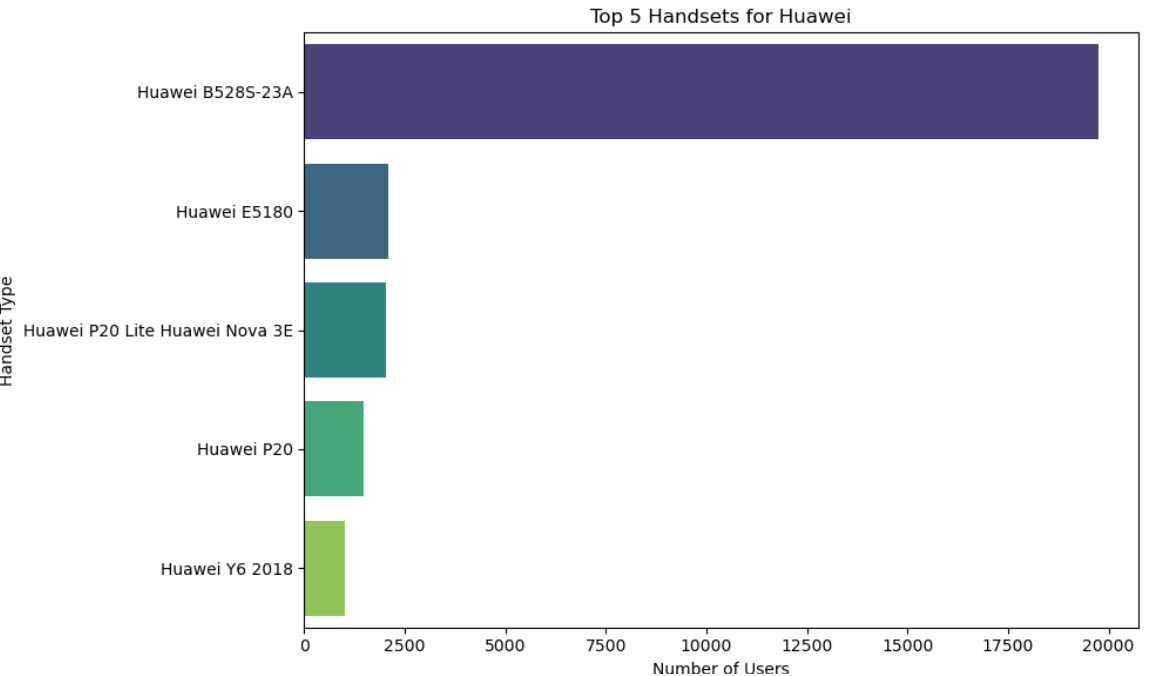 Top 5 Handsets for Huawei
Handset Type
Huawei B528S-23A
Huawei E5180
Huawei P20 Lite Huawei Nova 3E
Huawei P20
Huawei Y6 2018
0 2500 5000 7500 10000 12500 15000 17500 20000
Number of Users